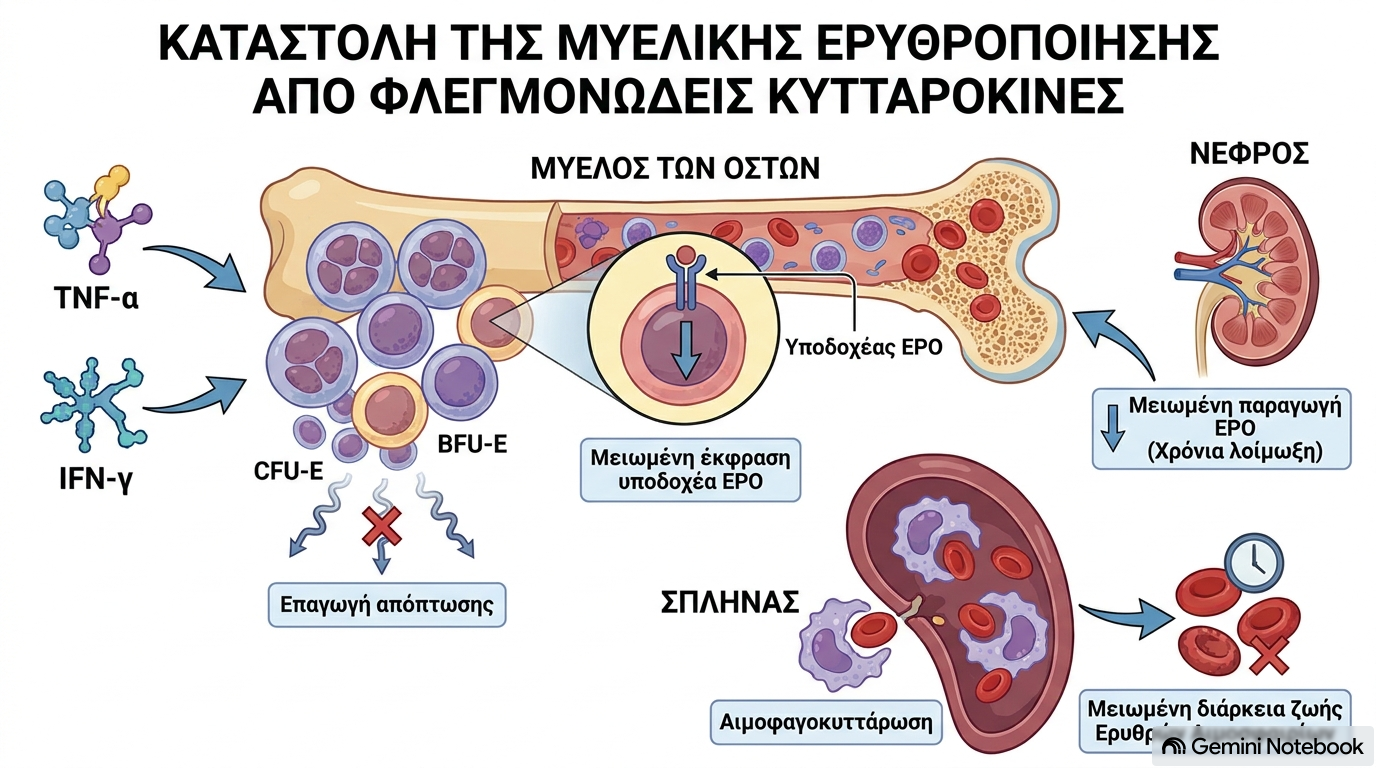 ΚΑΤΑΣΤΟΛΗ ΤΗΣ ΜΥΕΛΙΚΗΣ ΕΡΥΘΡΟΠΟΙΗΣΗΣ
ΑΠΟ ΦΛΕΓΜΟΝΩΔΕΙΣ ΚΥΤΤΑΡΟΚΙΝΕΣ
ΜΥΕΛΟΣ ΤΩΝ ΟΣΤΩΝ
ΝΕΦΡΟΣ
TNF-α
IFN-γ
CFU-E
BFU-E
Υποδοχέας EPO
Μειωμένη έκφραση
υποδοχέα EPO
Μειωμένη παραγωγή
EPO
(Χρόνια λοίμωξη)
Επαγωγή απόπτωσης
ΣΠΛΗΝΑΣ
Αιμοφαγοκυττάρωση
Μειωμένη διάρκεια ζωής
Gemini Notebook